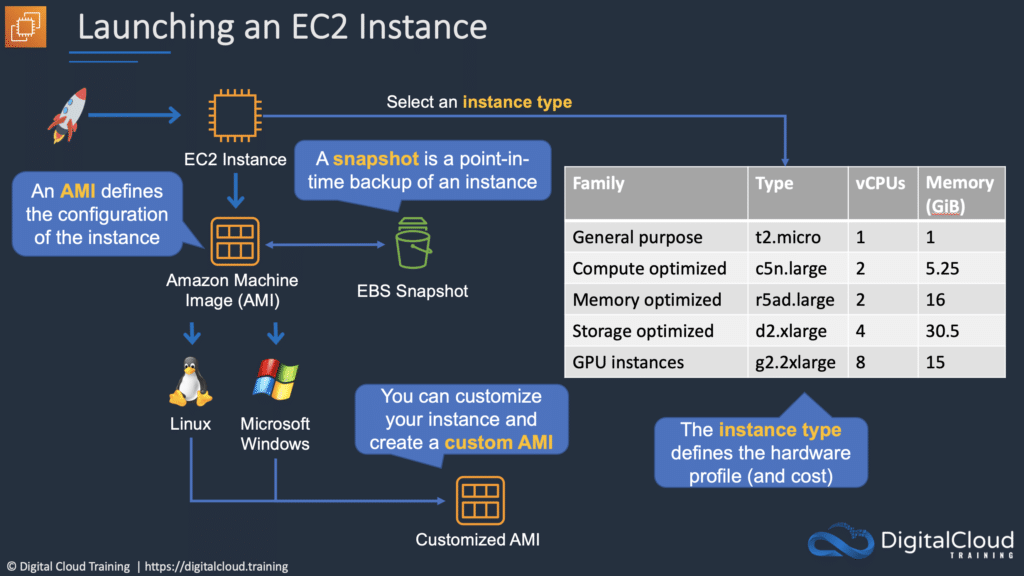 Launching an EC2 Instance
Select an instance type
EC2 Instance
A snapshot is a point-in-
time backup of an instance
An AMI defines
the configuration
of the instance
Amazon Machine
Image (AMI)
EBS Snapshot
Family Type vCPUs Memory
(GiB)
General purpose t2.micro 1 1
Compute optimized c5n.large 2 5.25
Memory optimized r5ad.large 2 16
Storage optimized d2.xlarge 4 30.5
GPU instances g2.2xlarge 8 15
Linux
Microsoft
Windows
You can customize
your instance and
create a custom AMI
The instance type
defines the hardware
profile (and cost)
Customized AMI
DigitalCloud
TRAINING
© Digital Cloud Training | https://digitalcloud.training